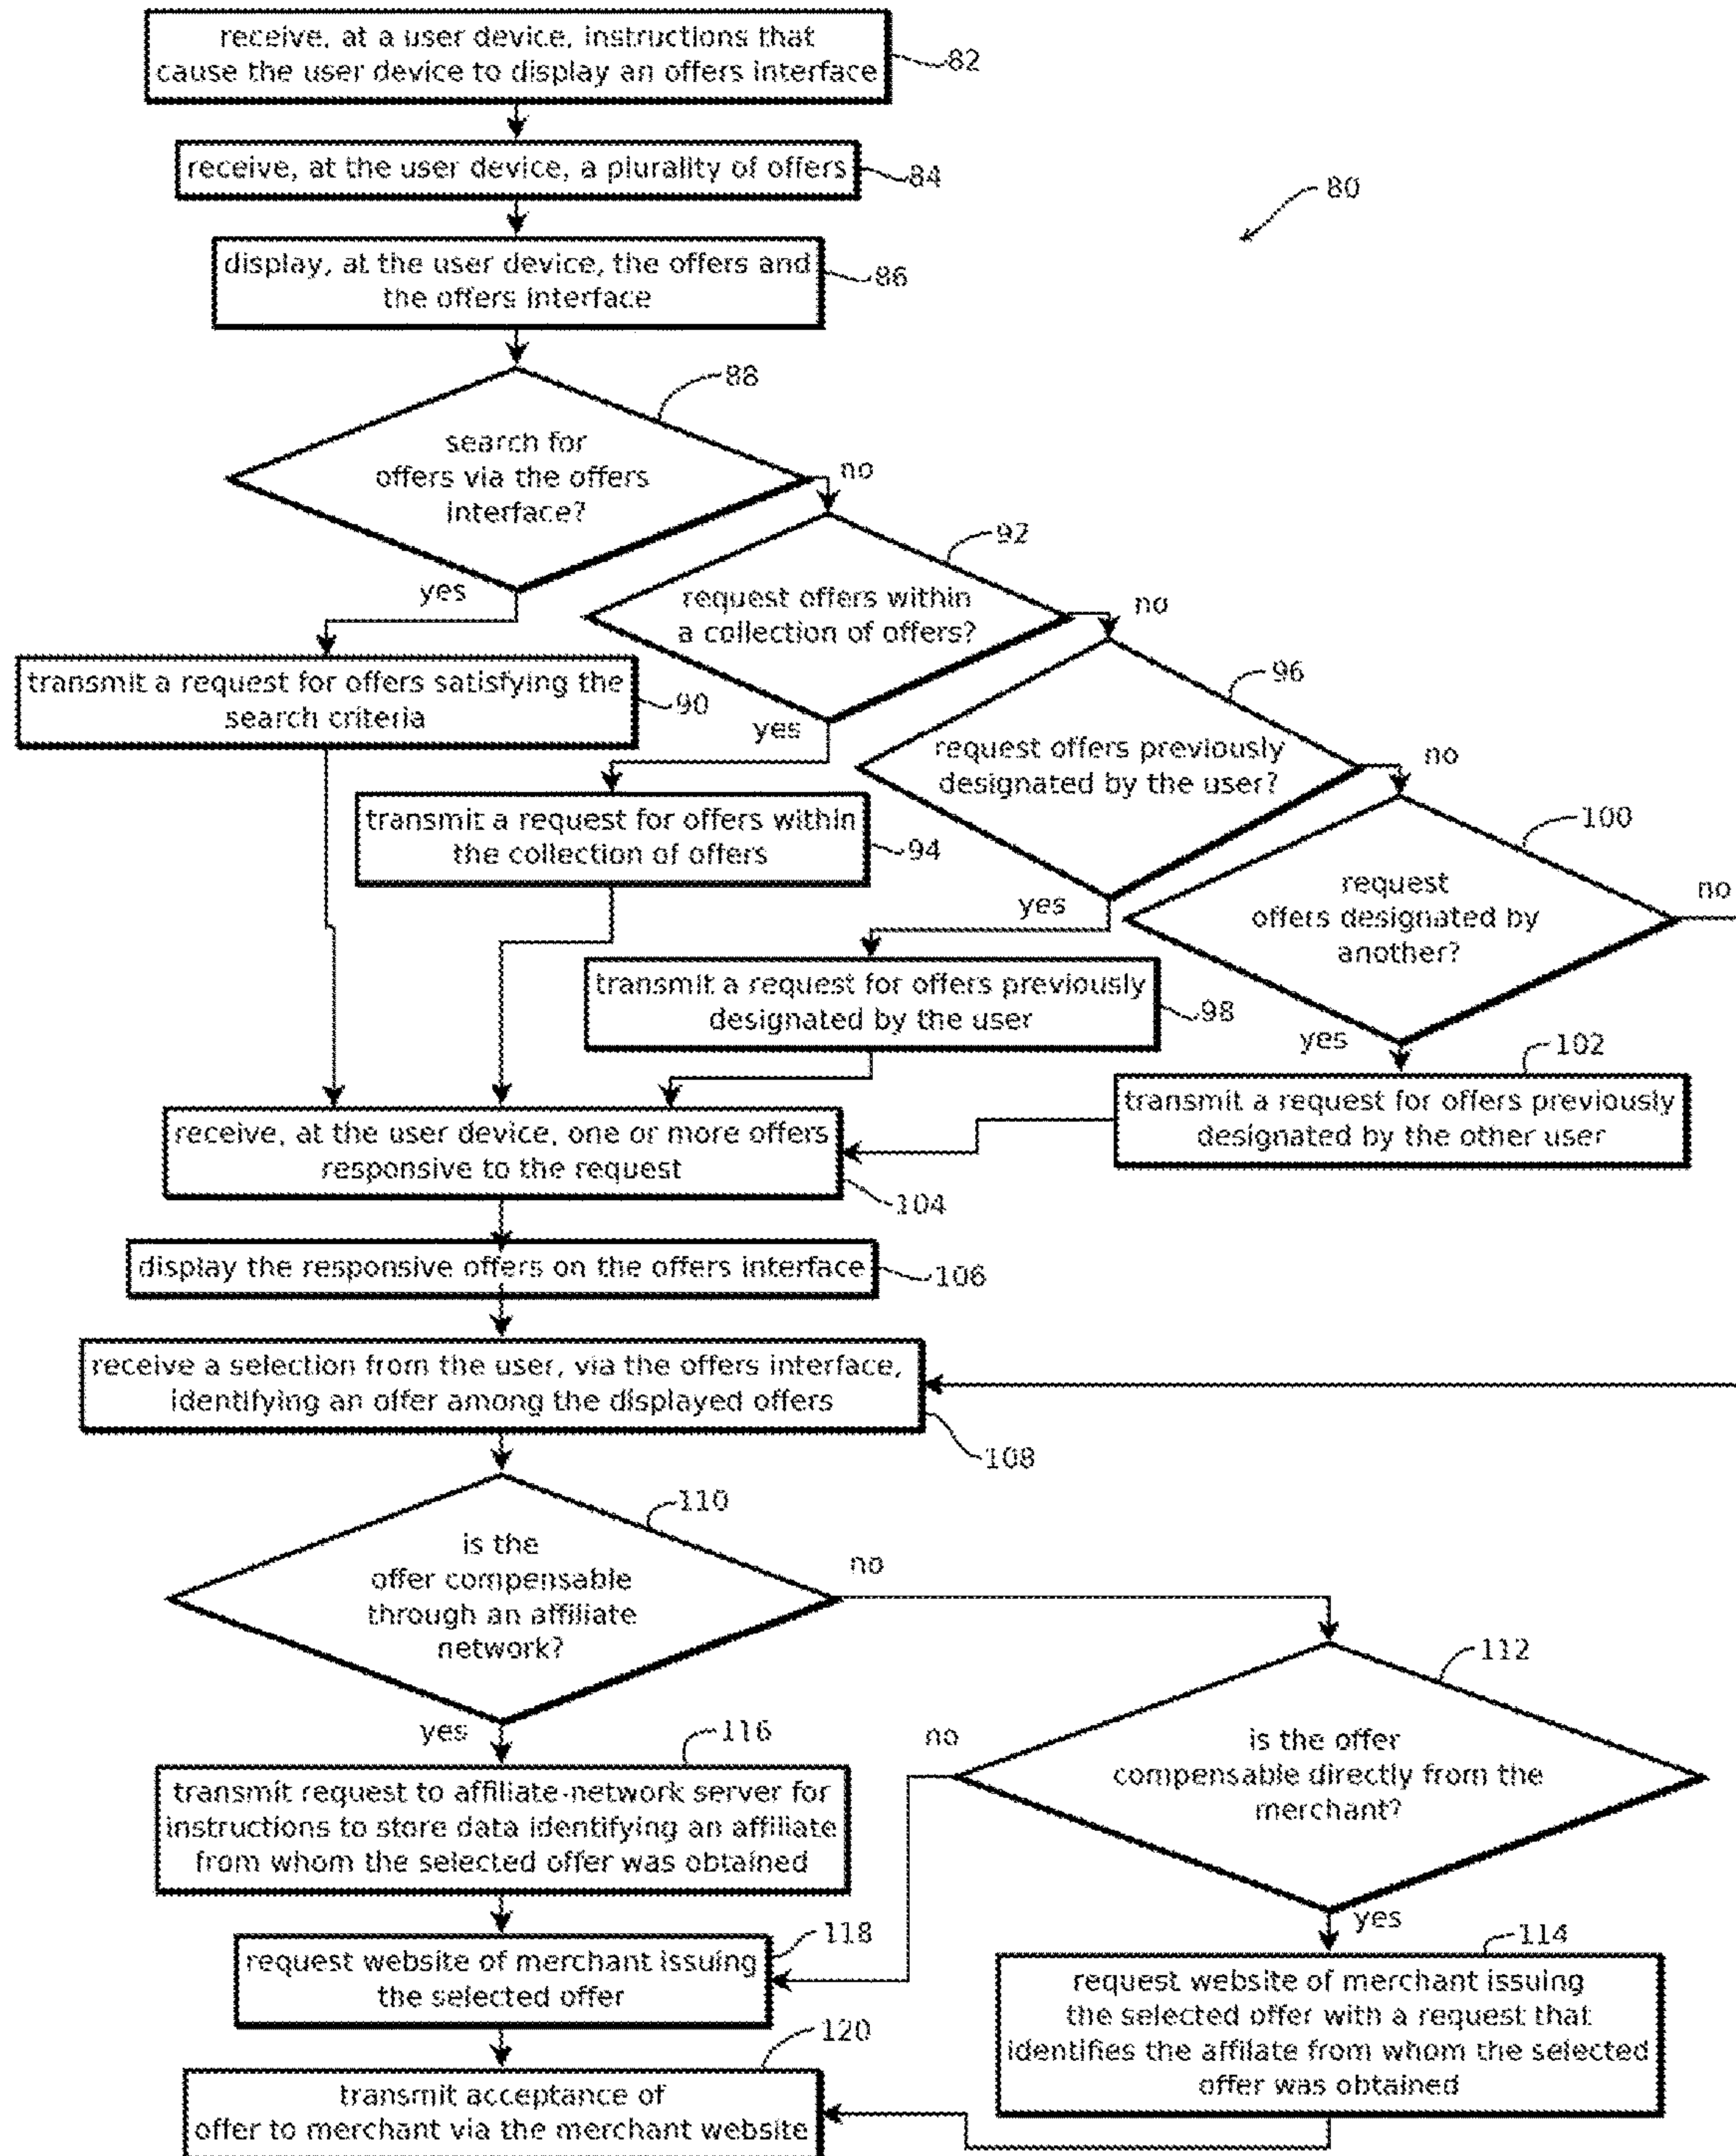 receive, at a user device, instructions that
cause the user device to display an offers interface
82
receive, at the user device, a plurality of offers
84
80
display, at the user device, the offers and
the offers interface
86
88
search for
offers via the offers
interface?
no
yes
92
request offers within
a collection of offers?
no
yes
transmit a request for offers satisfying the
search criteria
90
96
request offers previously
designated by the user?
no
yes
transmit a request for offers within
the collection of offers
94
100
request
offers designated by
another?
no
yes
transmit a request for offers previously
designated by the user
98
102
transmit a request for offers previously
designated by the other user
receive, at the user device, one or more offers
responsive to the request
104
display the responsive offers on the offers interface
106
receive a selection from the user, via the offers interface,
identifying an offer among the displayed offers
108
110
is the
offer compensable
through an affiliate
network?
no
yes
112
is the offer
compensable directly from the
merchant?
no
yes
116
transmit request to affiliate-network server for
instructions to store data identifying an affiliate
from whom the selected offer was obtained
118
request website of merchant issuing
the selected offer
114
request website of merchant issuing
the selected offer with a request that
identifies the affilate from whom the selected
offer was obtained
120
transmit acceptance of
offer to merchant via the merchant website